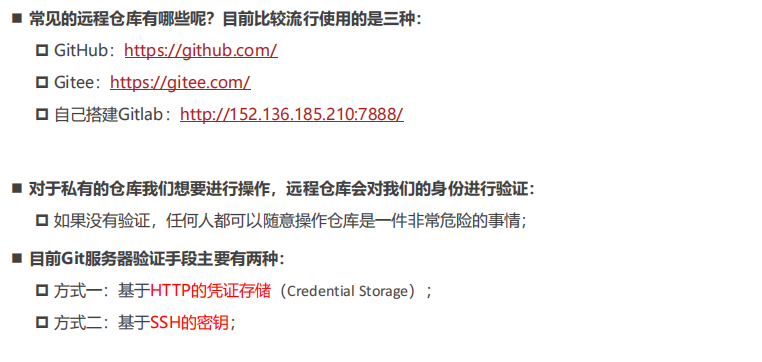 常见的远程仓库有哪些呢？目前比较流行使用的是三种：
GitHub：https://github.com/
Gitee：https://gitee.com/
自己搭建Gitlab：http://152.136.185.210:7888/
对于私有的仓库我们想要进行操作，远程仓库会对我们的身份进行验证：
如果没有验证，任何人都可以随意操作仓库是一件非常危险的事情；
目前Git服务器验证手段主要有两种：
方式一：基于HTTP的凭证存储（Credential Storage）；
方式二：基于SSH的密钥；